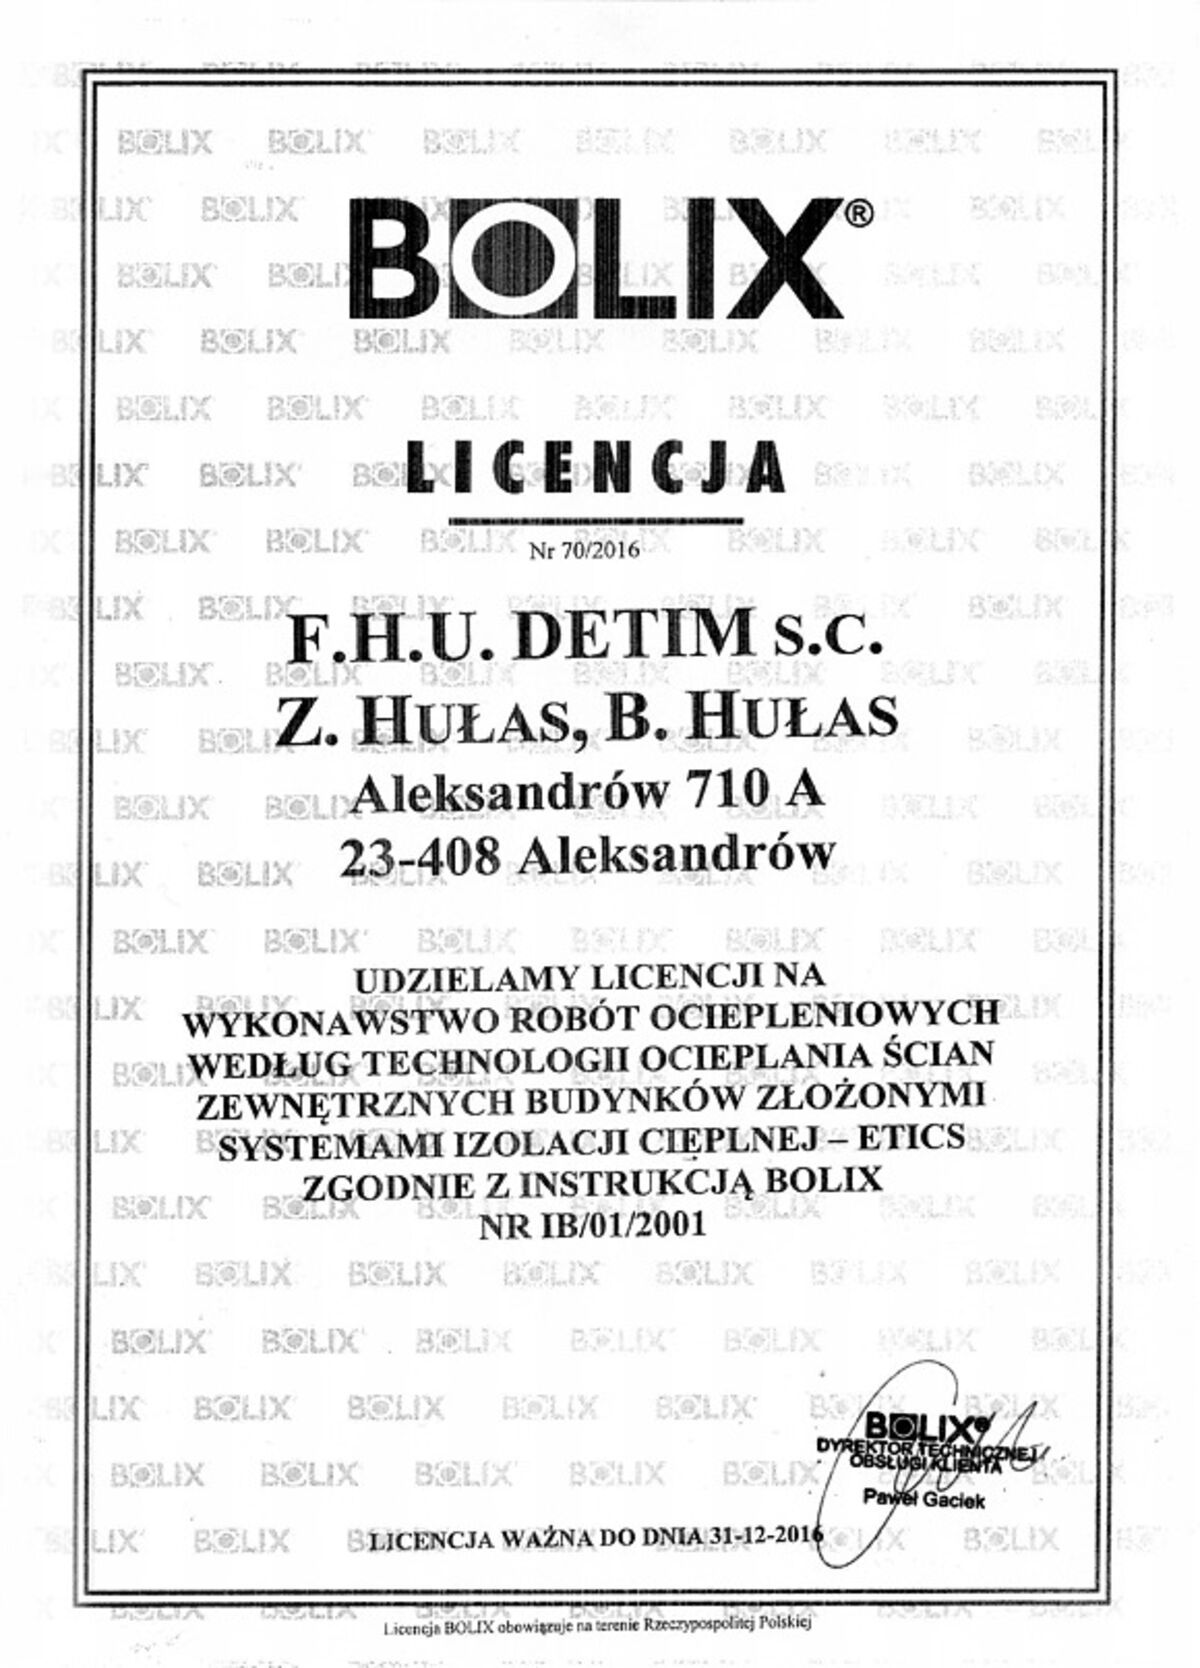 BOLIX®
LICENCJA
Nr 70/2016
F.H.U. DETIM S.C.
Z. HUŁAS, B. HUŁAS
Aleksandrów 710 A
23-408 Aleksandrów
UDZIELAMY LICENCJI NA
WYKONAWSTWO ROBÓT OCIEPLENIOWYCH
WEDŁUG TECHNOLOGII OCIEPLANIA ŚCIAN
ZEWNĘTRZNYCH BUDYNKÓW ZŁOŻONYMI
SYSTEMAMI IZOLACJI CIEPLNEJ – ETICS
ZGODNIE Z INSTRUKCJĄ BOLIX
NR IB/01/2001
BOLIX®
DYREKTOR TECHNICZNEJ
OBSŁUGI KLIENTA
Paweł Gaciek
LICENCJA WAŻNA DO DNIA 31-12-2016
Licencja BOLIX obowiązuje na terenie Rzeczypospolitej Polskiej